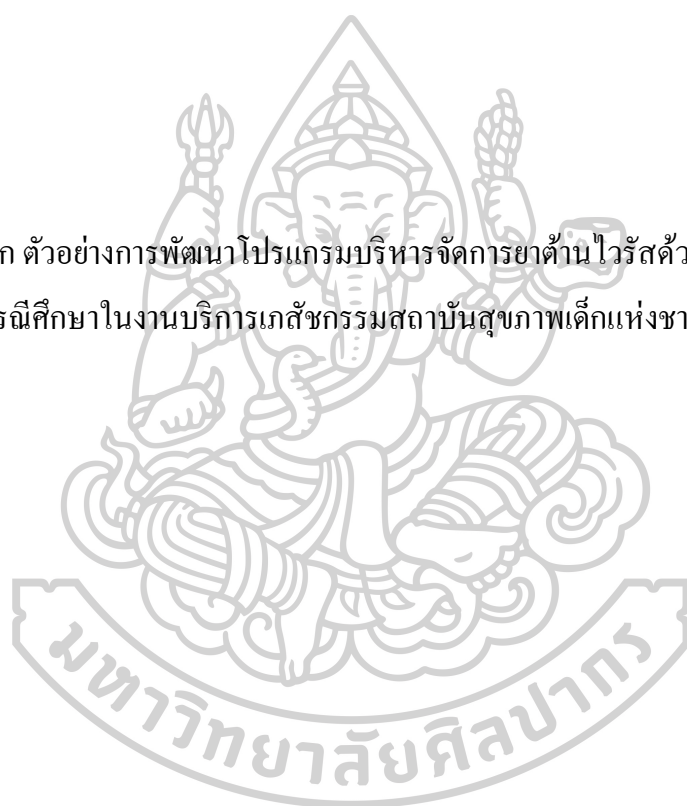 ก ตัวอย่างการพัฒนาโปรแกรมบริหารจัดการยาต้านไวรัสด้ว
รณีศึกษาในงานบริการเภสัชกรรมสถาบันสุขภาพเด็กแห่งชา
มหาวิทยาลัยศิลปากร